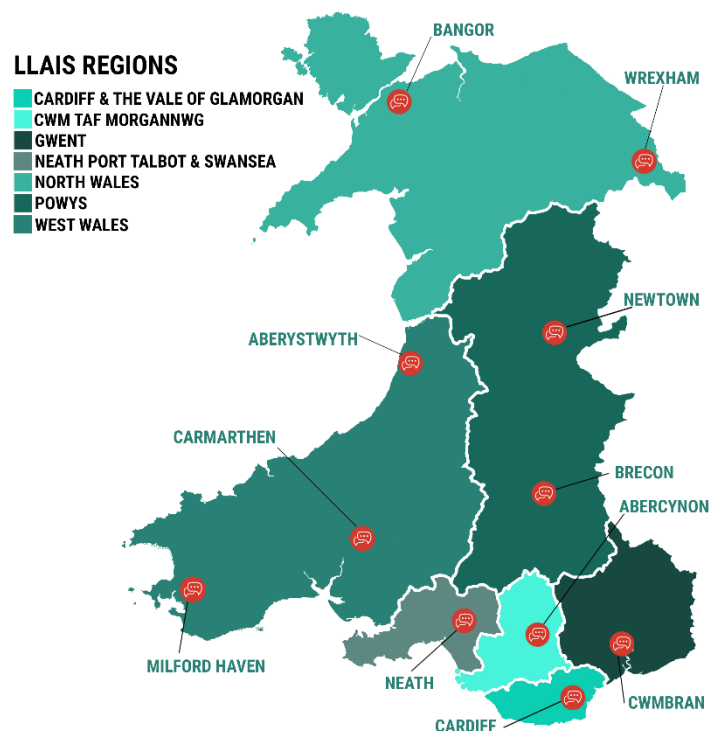 BANGOR
LLAIS REGIONS
WREXHAM
CARDIFF & THE VALE OF GLAMORGAN
CWM TAF MORGANNWG
GWENT
NEATH PORT TALBOT & SWANSEA
NORTH WALES
POWYS
WEST WALES
NEWTOWN
ABERYSTWYTH
CARMARTHEN
BRECON
ABERCYNON
MILFORD HAVEN
NEATH
CWMBRAN
CARDIFF